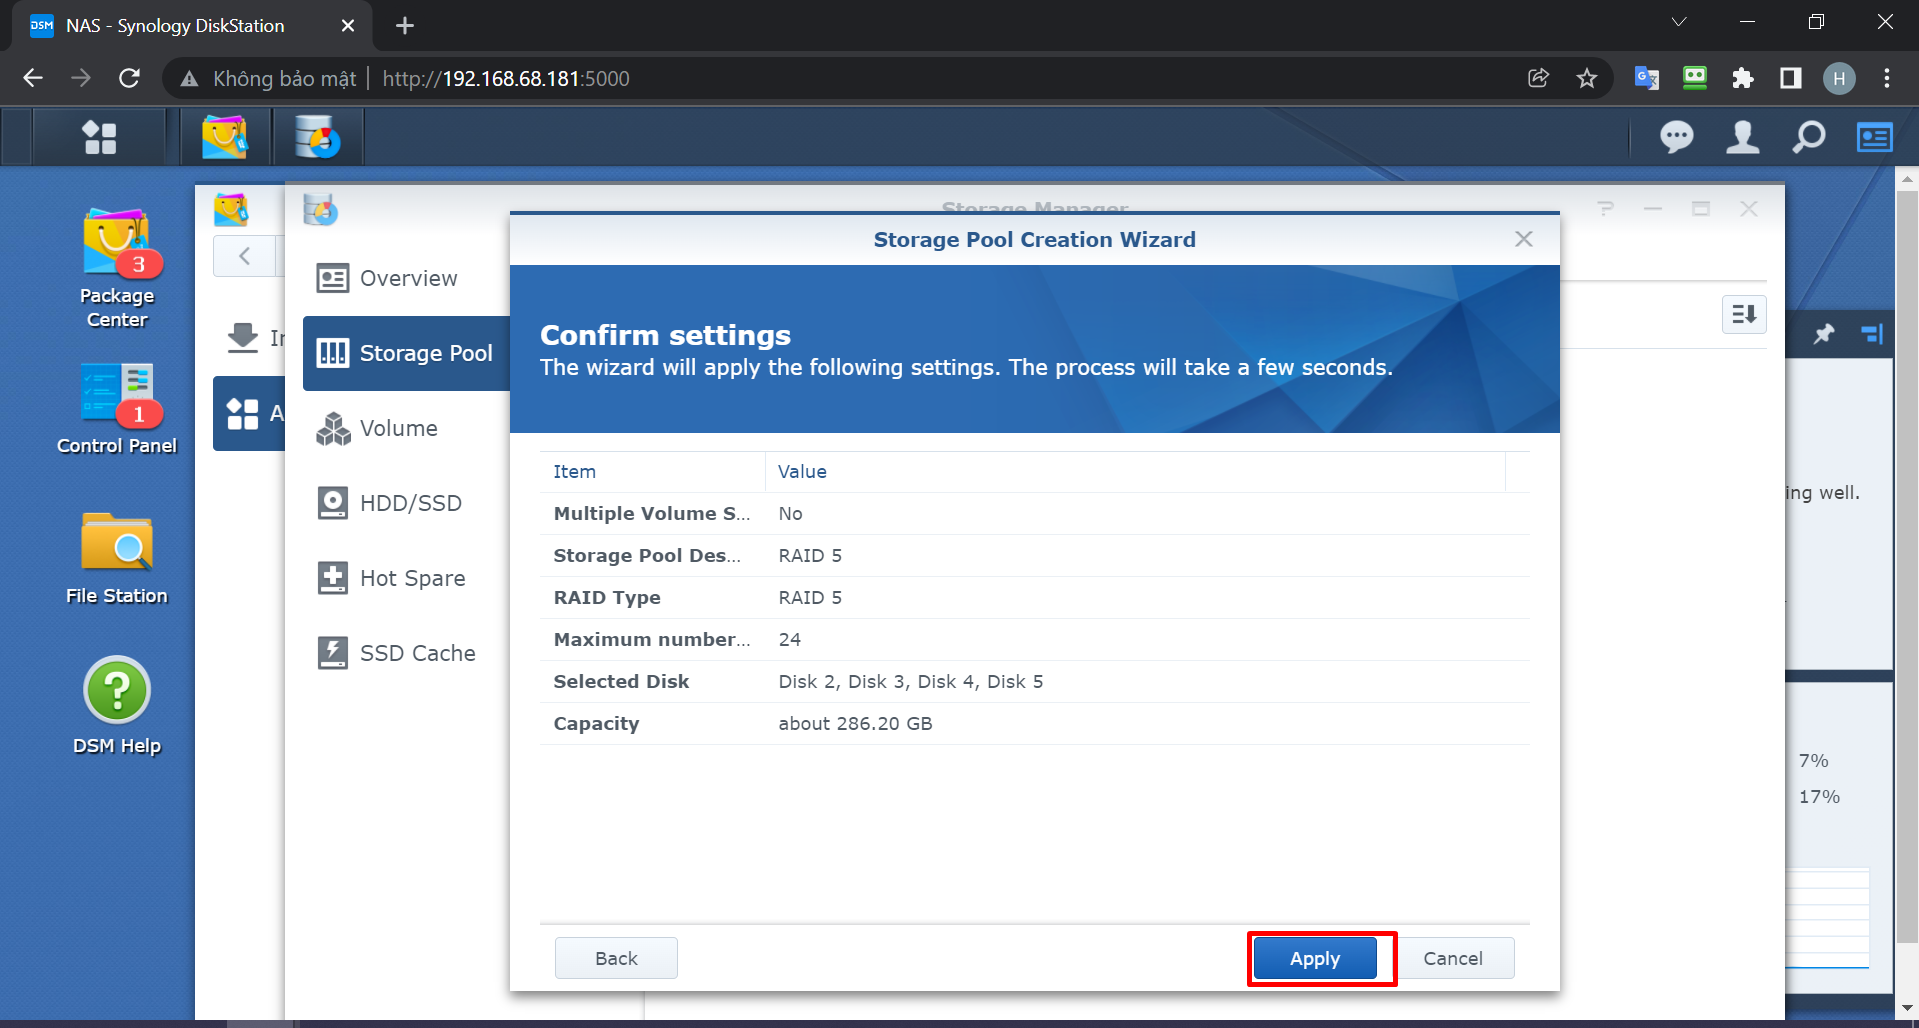 NAS - Synology DiskStation
Không bảo mật
http://192.168.68.181:5000
H
3
Package
Center
1
Control Panel
File Station
DSM Help
Storage Manager
Overview
Storage Pool
Volume
HDD/SSD
Hot Spare
SSD Cache
Storage Pool Creation Wizard
Confirm settings
The wizard will apply the following settings. The process will take a few seconds.
Item Value
Multiple Volume S... No
Storage Pool Des... RAID 5
RAID Type RAID 5
Maximum number... 24
Selected Disk Disk 2, Disk 3, Disk 4, Disk 5
Capacity about 286.20 GB
Back Apply Cancel
ing well.
7%
17%